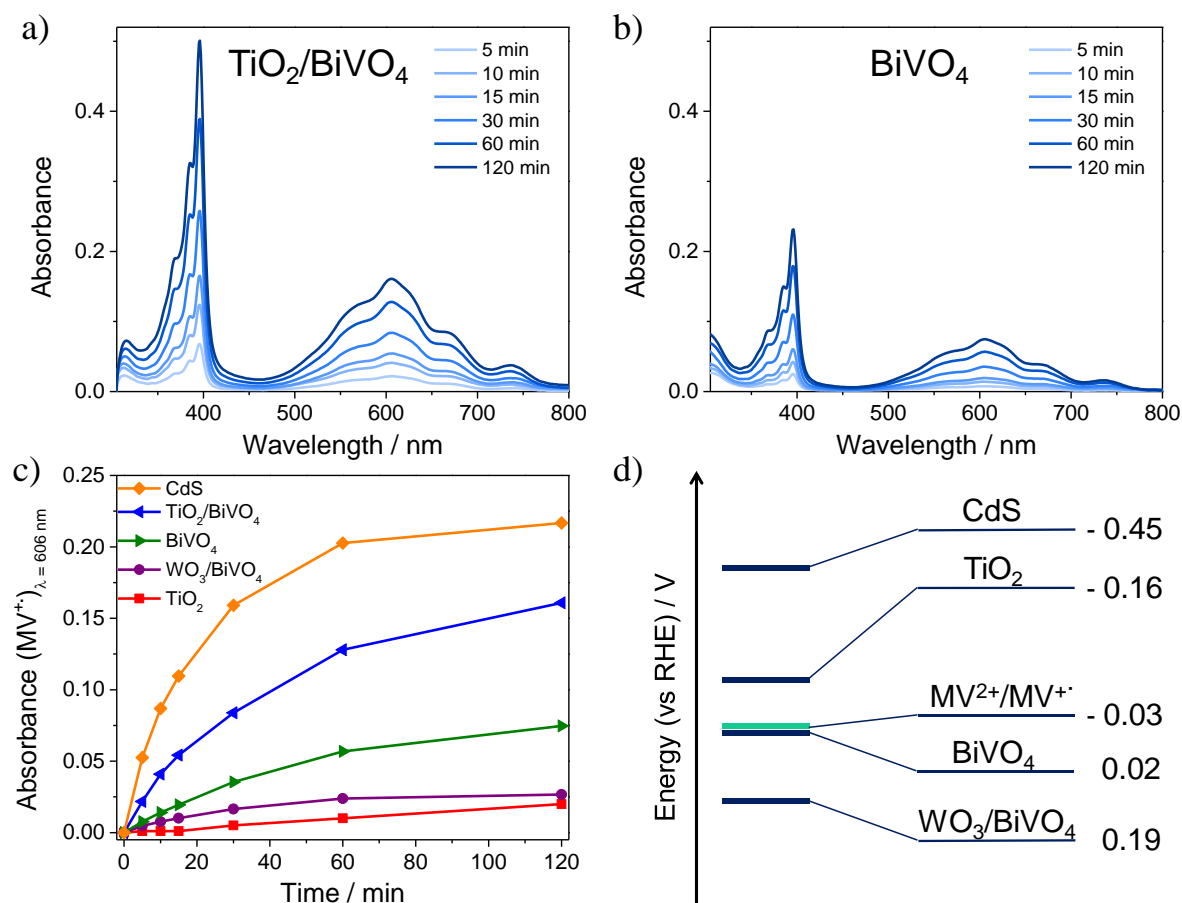 a)
TiO₂/BiVO₄
5 min
10 min
15 min
30 min
60 min
120 min
Absorbance
0.4
0.2
0.0
400
500
600
700
800
Wavelength / nm
b)
BiVO₄
5 min
10 min
15 min
30 min
60 min
120 min
Absorbance
0.4
0.2
0.0
400
500
600
700
800
Wavelength / nm
c)
CdS
TiO₂/BiVO₄
BiVO₄
WO₃/BiVO₄
TiO₂
Absorbance (MV⁺·)λ = 606 nm
0.25
0.20
0.15
0.10
0.05
0.00
0
20
40
60
80
100
120
Time / min
d)
Energy (vs RHE) / V
CdS
- 0.45
TiO₂
- 0.16
MV²⁺/MV⁺·
- 0.03
BiVO₄
0.02
WO₃/BiVO₄
0.19